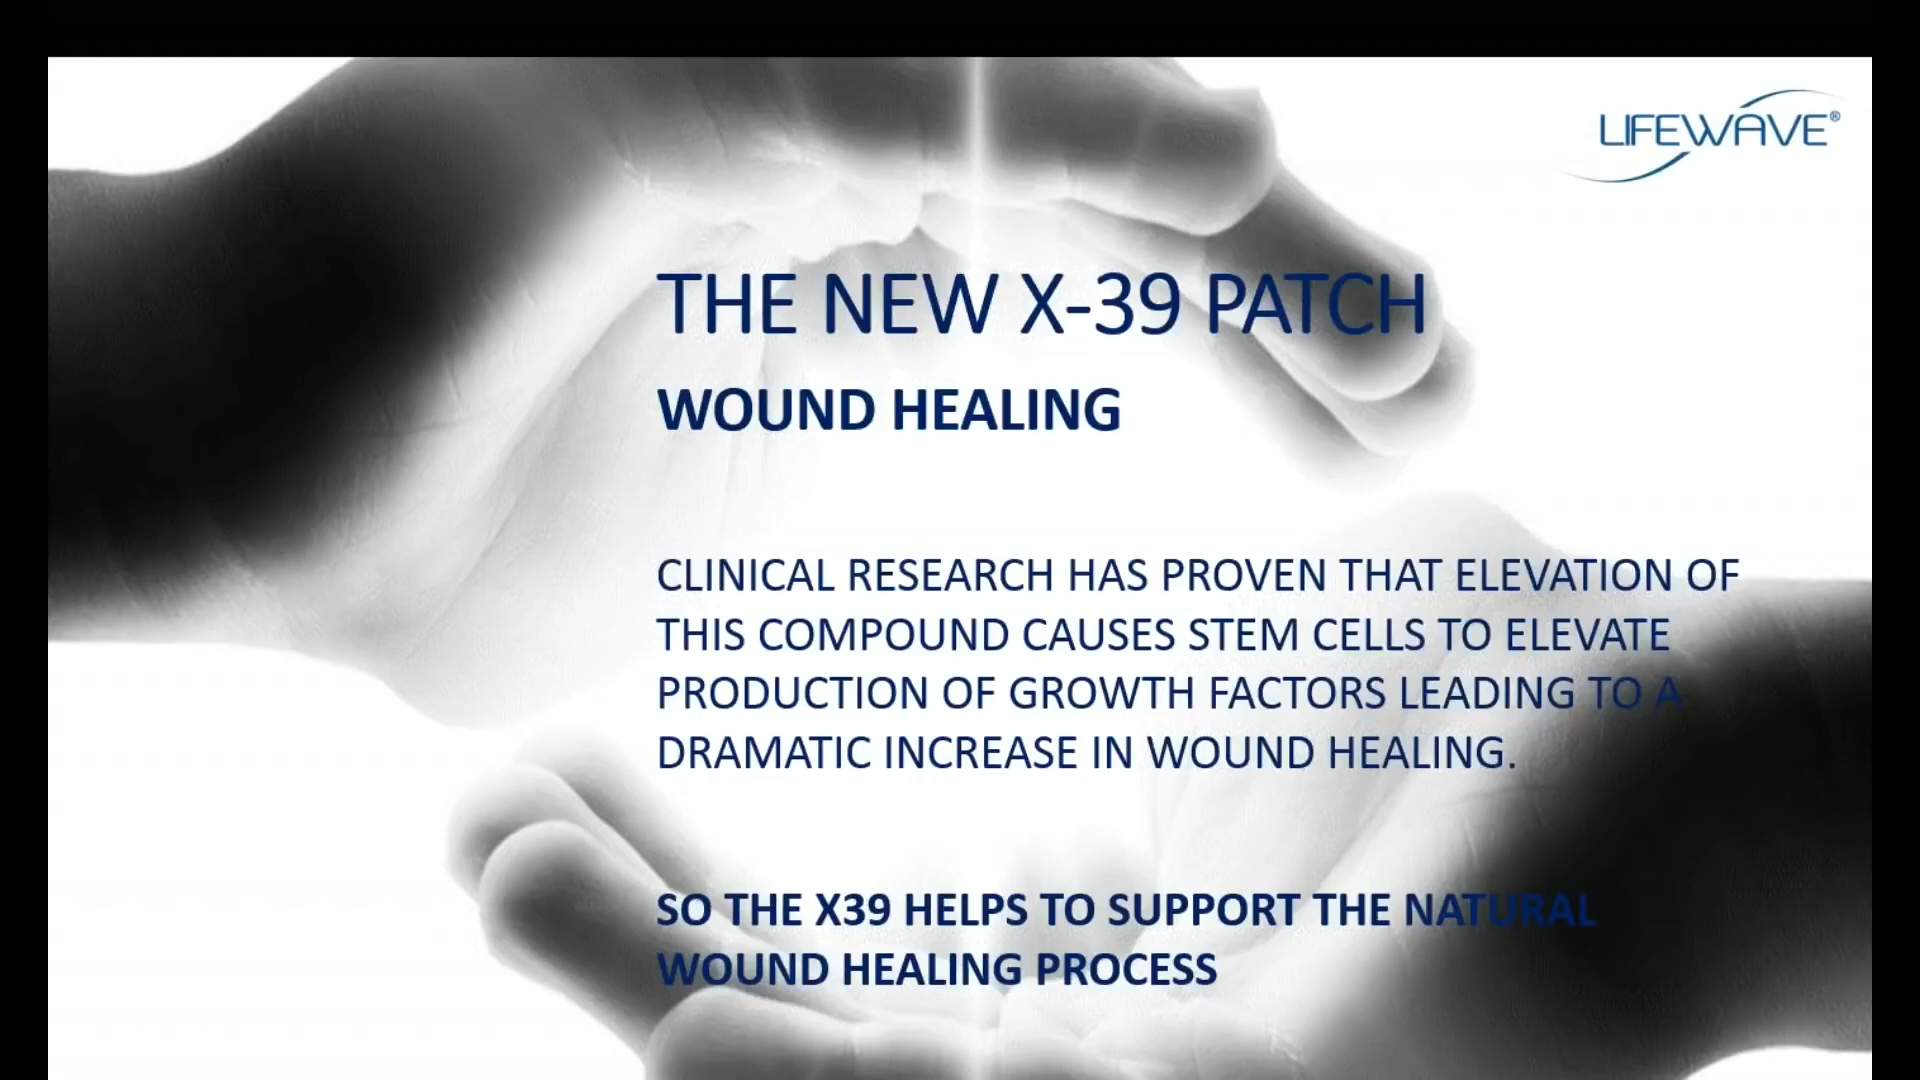 LIFEWAVE®
THE NEW X-39 PATCH
WOUND HEALING
CLINICAL RESEARCH HAS PROVEN THAT ELEVATION OF
THIS COMPOUND CAUSES STEM CELLS TO ELEVATE
PRODUCTION OF GROWTH FACTORS LEADING TO A
DRAMATIC INCREASE IN WOUND HEALING.
SO THE X39 HELPS TO SUPPORT THE NATURAL
WOUND HEALING PROCESS